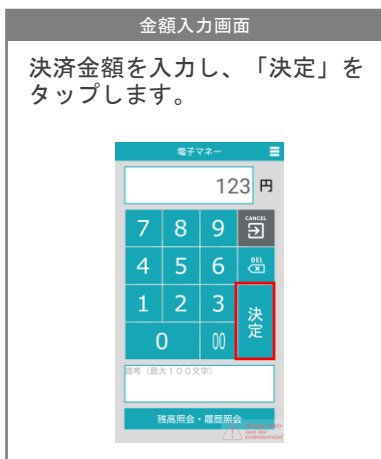 金額入力画面
決済金額を入力し、「決定」を
タップします。
電子マネー
123 円
7 8 9 CANCEL
4 5 6 DEL
1 2 3 決定
0 00
備考（最大１００文字）
残高照会・履歴照会
not for
commercial